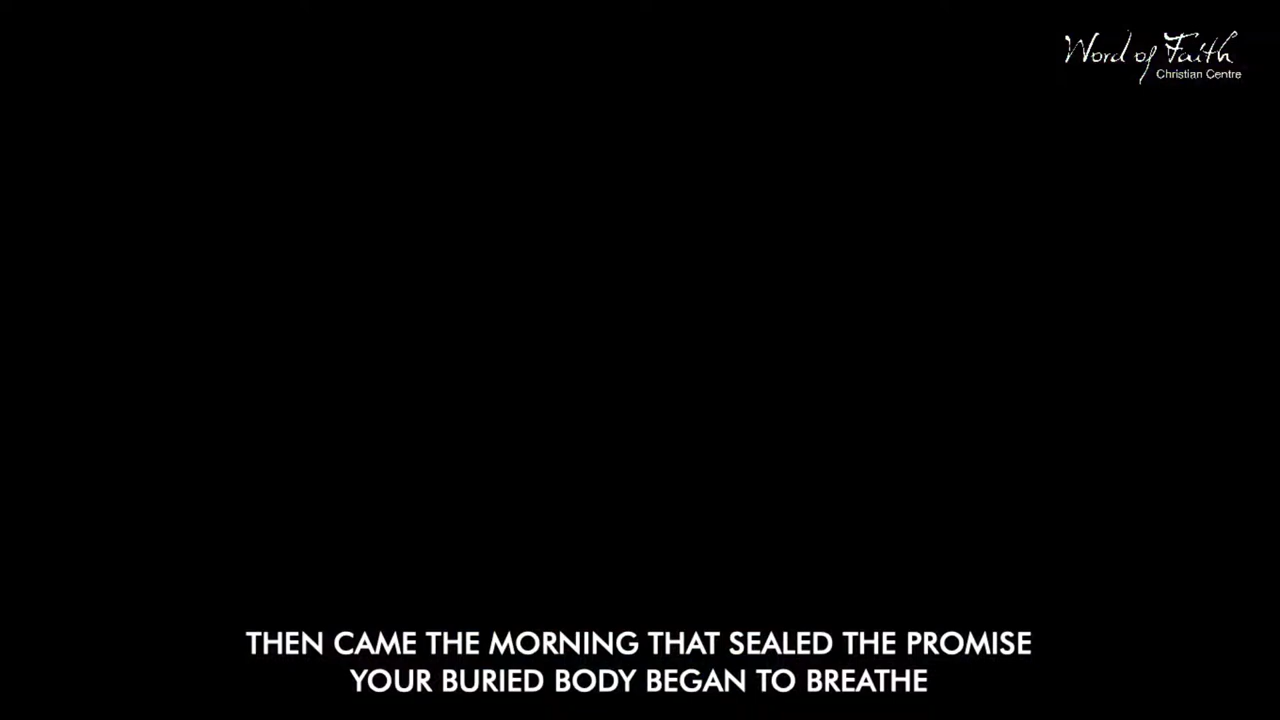 Word of Faith
Christian Centre
THEN CAME THE MORNING THAT SEALED THE PROMISE
YOUR BURIED BODY BEGAN TO BREATHE